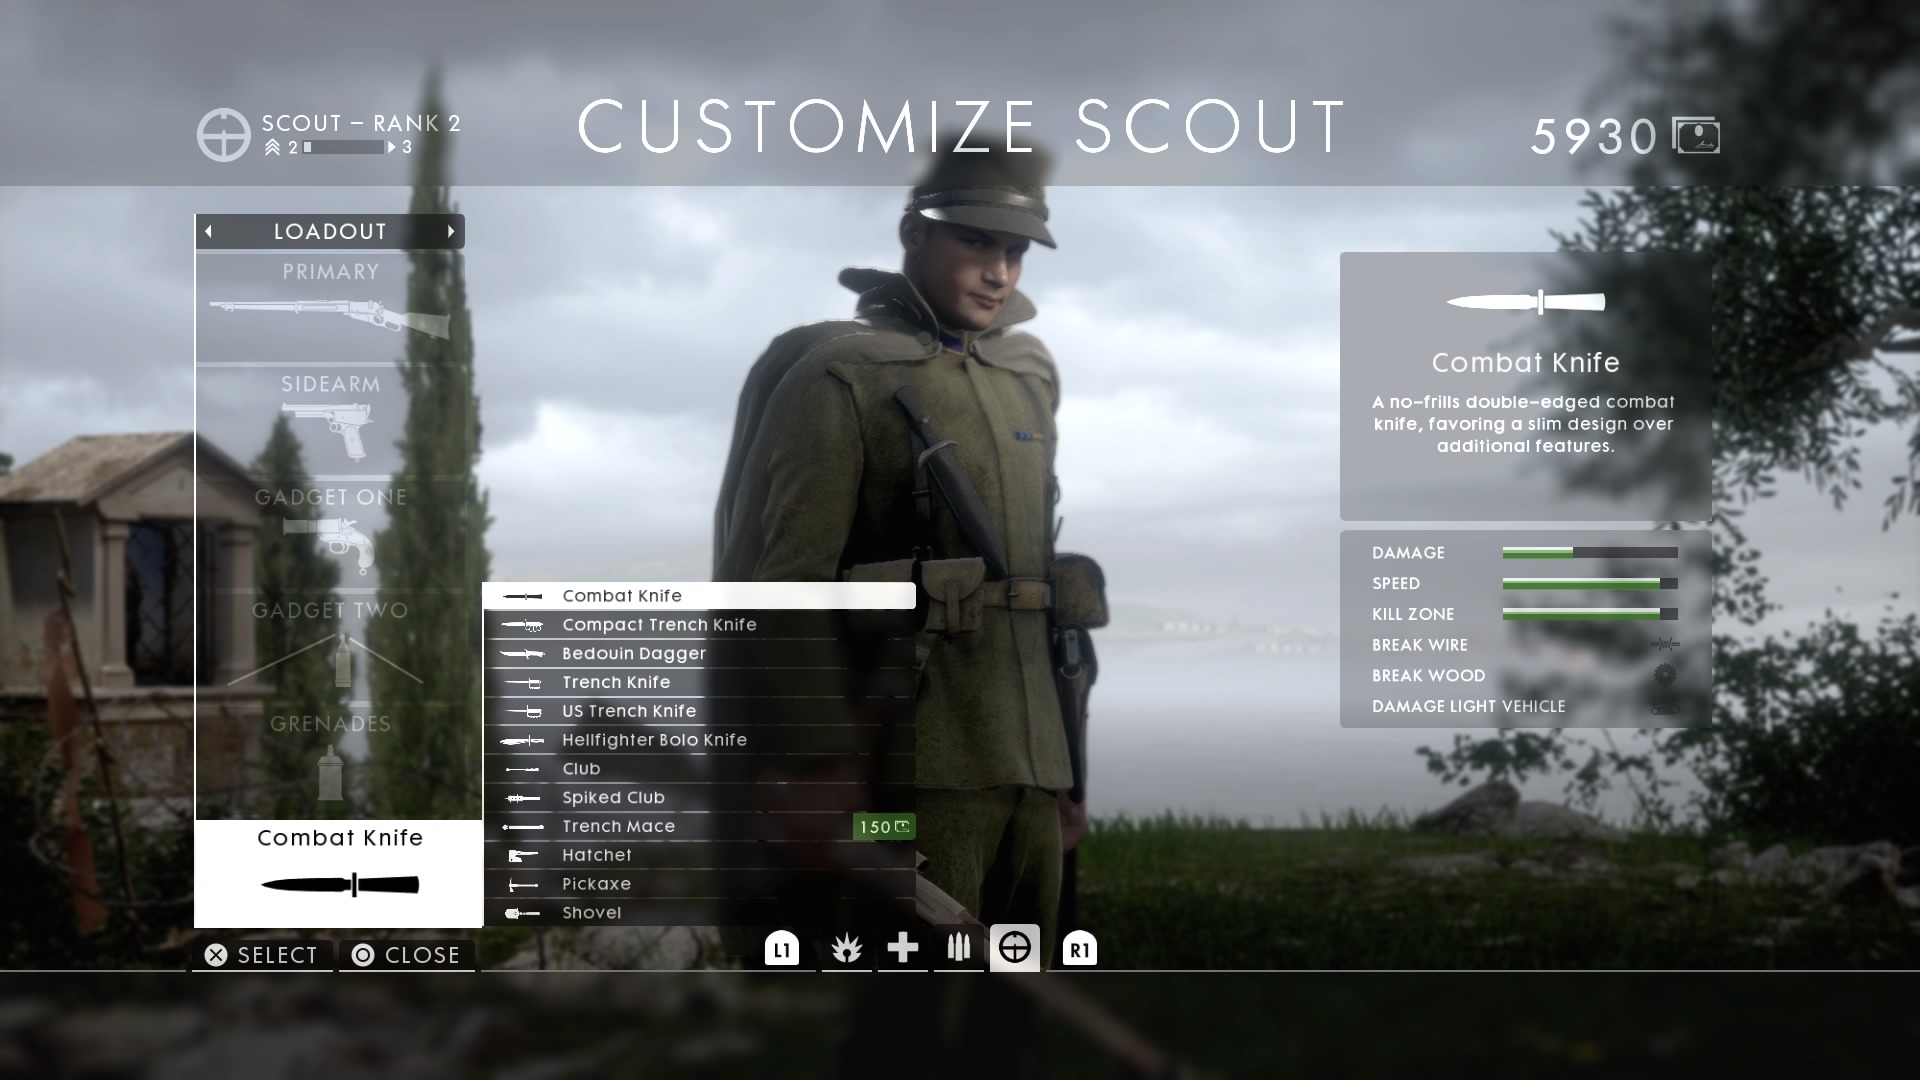 SCOUT – RANK 2
2 3
CUSTOMIZE SCOUT
5930
LOADOUT
PRIMARY
SIDEARM
GADGET ONE
GADGET TWO
GRENADES
Combat Knife
Combat Knife
Compact Trench Knife
Bedouin Dagger
Trench Knife
US Trench Knife
Hellfighter Bolo Knife
Club
Spiked Club
Trench Mace 150
Hatchet
Pickaxe
Shovel
Combat Knife
A no–frills double–edged combat
knife, favoring a slim design over
additional features.
DAMAGE
SPEED
KILL ZONE
BREAK WIRE
BREAK WOOD
DAMAGE LIGHT VEHICLE
SELECT CLOSE
L1 R1